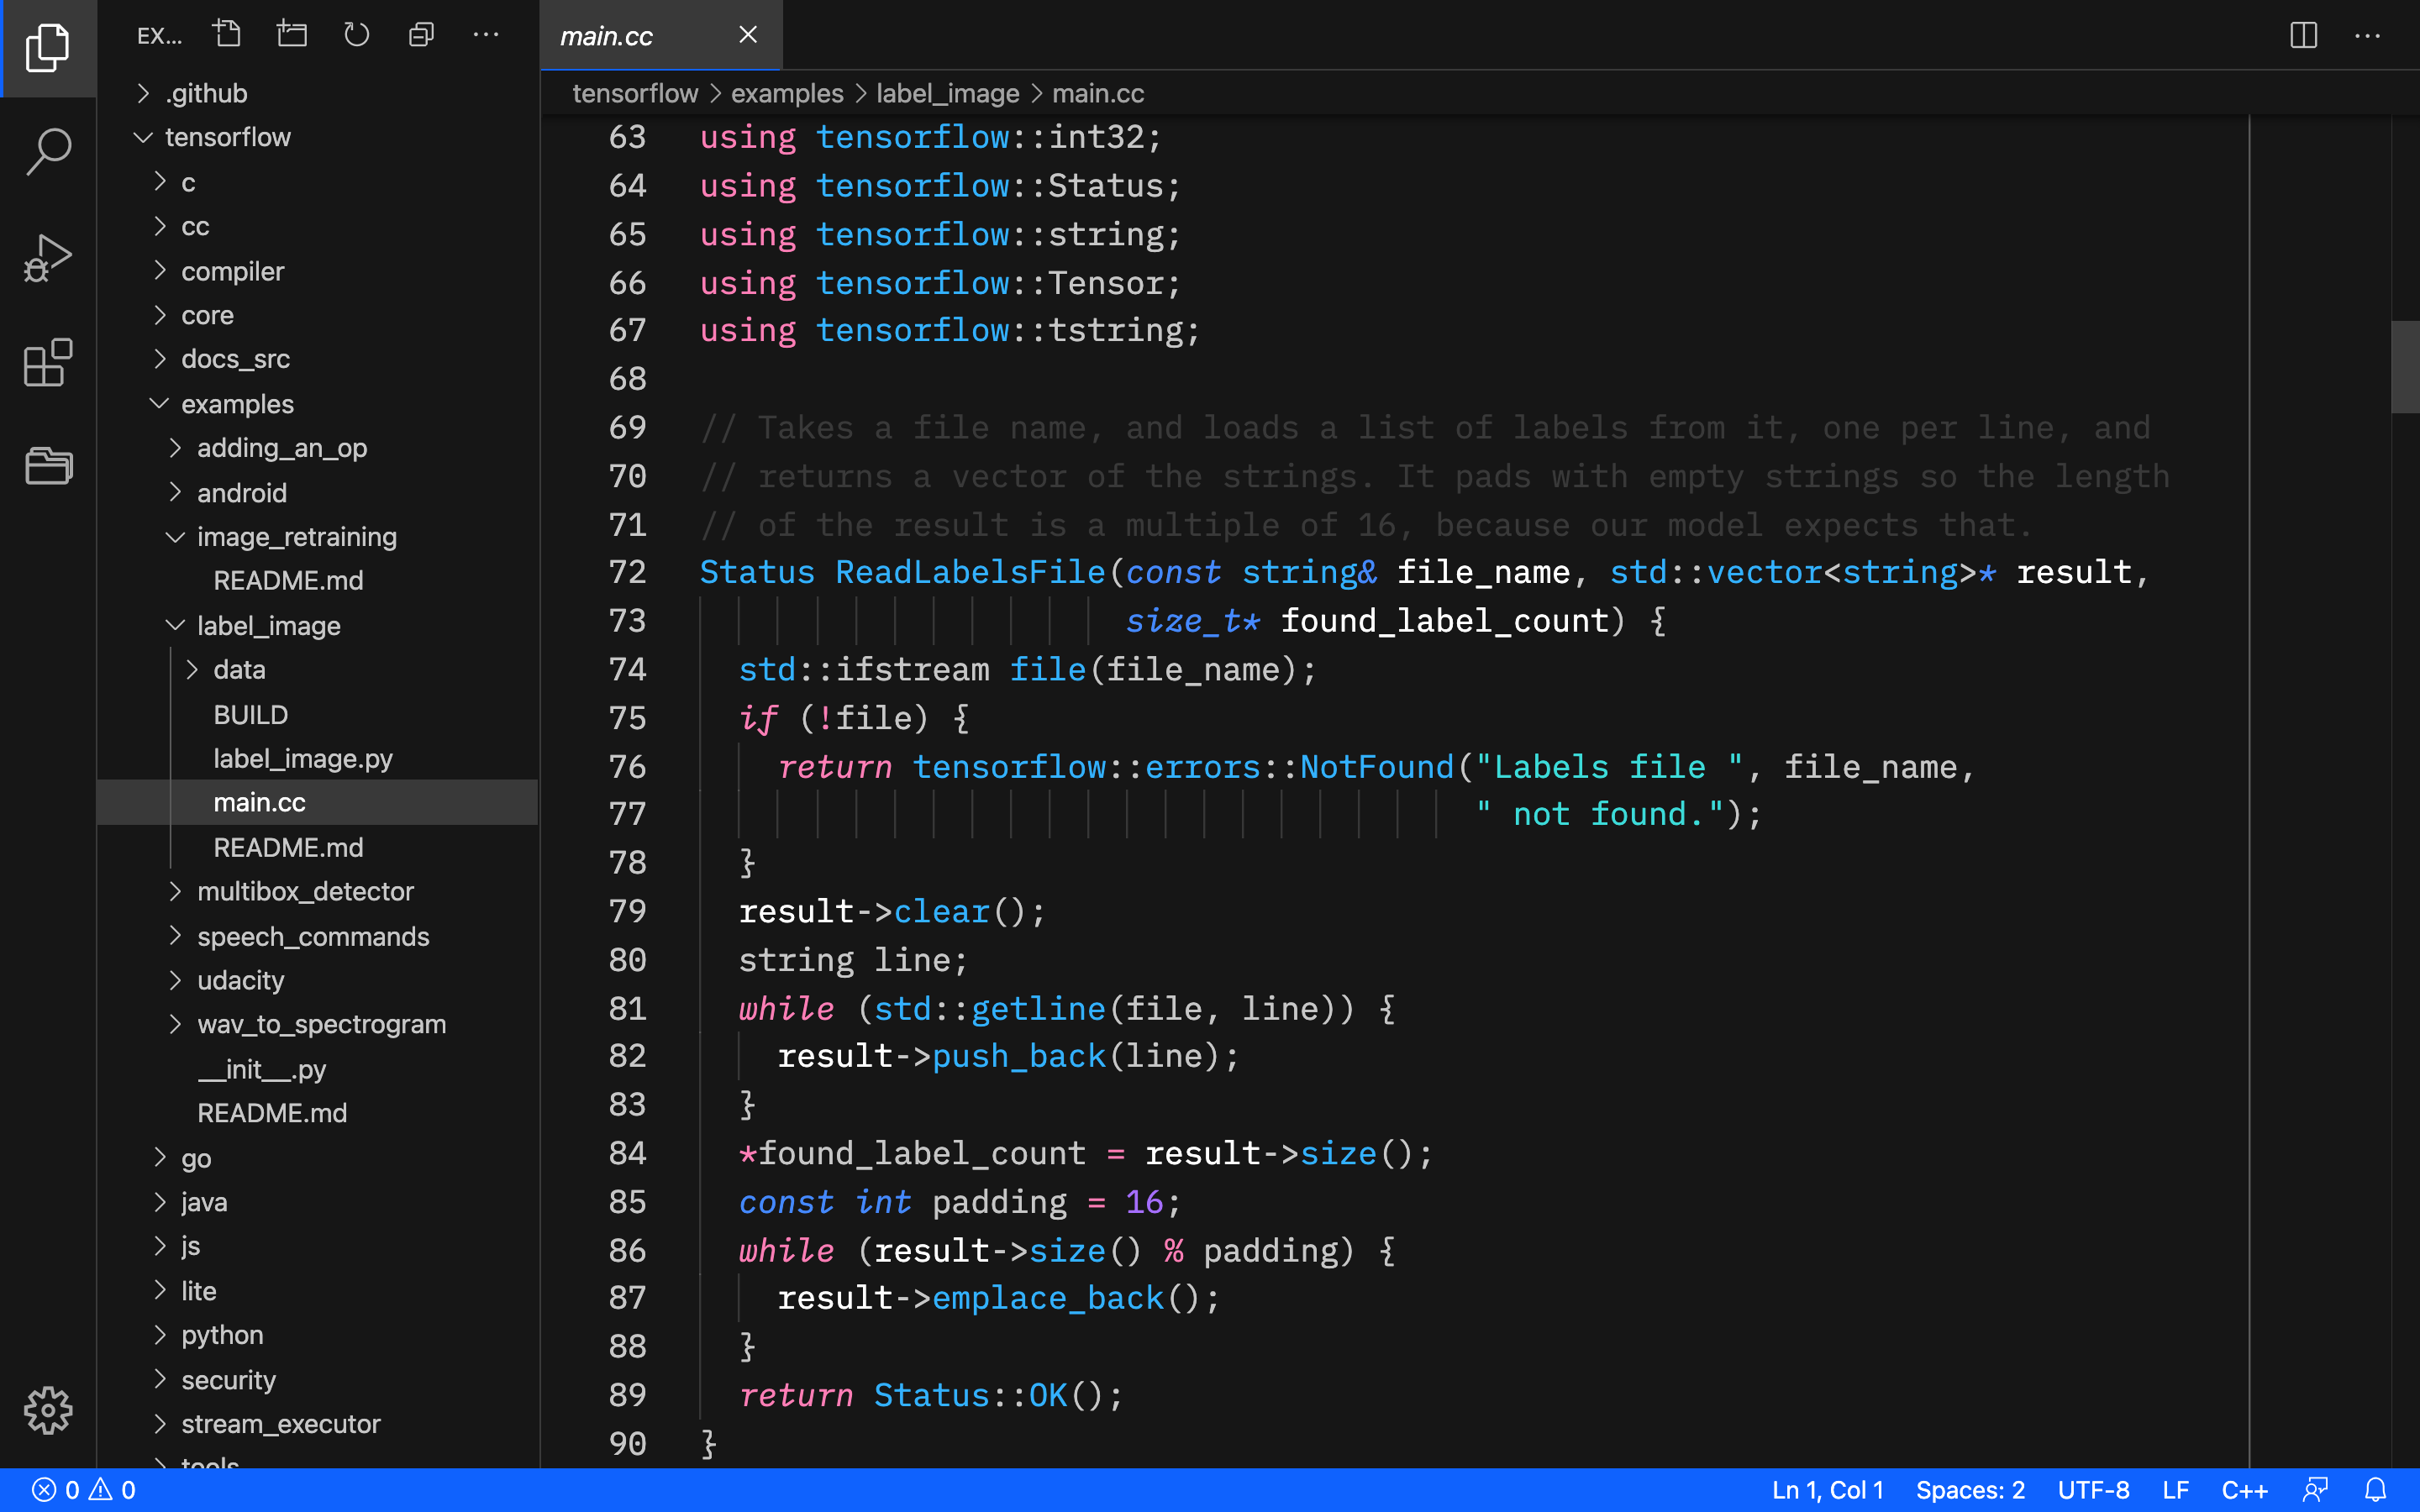 EX...
.github
tensorflow
c
cc
compiler
core
docs_src
examples
adding_an_op
android
image_retraining
README.md
label_image
data
BUILD
label_image.py
main.cc
README.md
multibox_detector
speech_commands
udacity
wav_to_spectrogram
__init__.py
README.md
go
java
js
lite
python
security
stream_executor
tools
main.cc
tensorflow > examples > label_image > main.cc
63 using tensorflow::int32;
64 using tensorflow::Status;
65 using tensorflow::string;
66 using tensorflow::Tensor;
67 using tensorflow::tstring;
68
69 // Takes a file name, and loads a list of labels from it, one per line, and
70 // returns a vector of the strings. It pads with empty strings so the length
71 // of the result is a multiple of 16, because our model expects that.
72 Status ReadLabelsFile(const string& file_name, std::vector<string>* result,
73                       size_t* found_label_count) {
74   std::ifstream file(file_name);
75   if (!file) {
76     return tensorflow::errors::NotFound("Labels file ", file_name,
77                                         " not found.");
78   }
79   result->clear();
80   string line;
81   while (std::getline(file, line)) {
82     result->push_back(line);
83   }
84   *found_label_count = result->size();
85   const int padding = 16;
86   while (result->size() % padding) {
87     result->emplace_back();
88   }
89   return Status::OK();
90 }
0 0 Ln 1, Col 1 Spaces: 2 UTF-8 LF C++